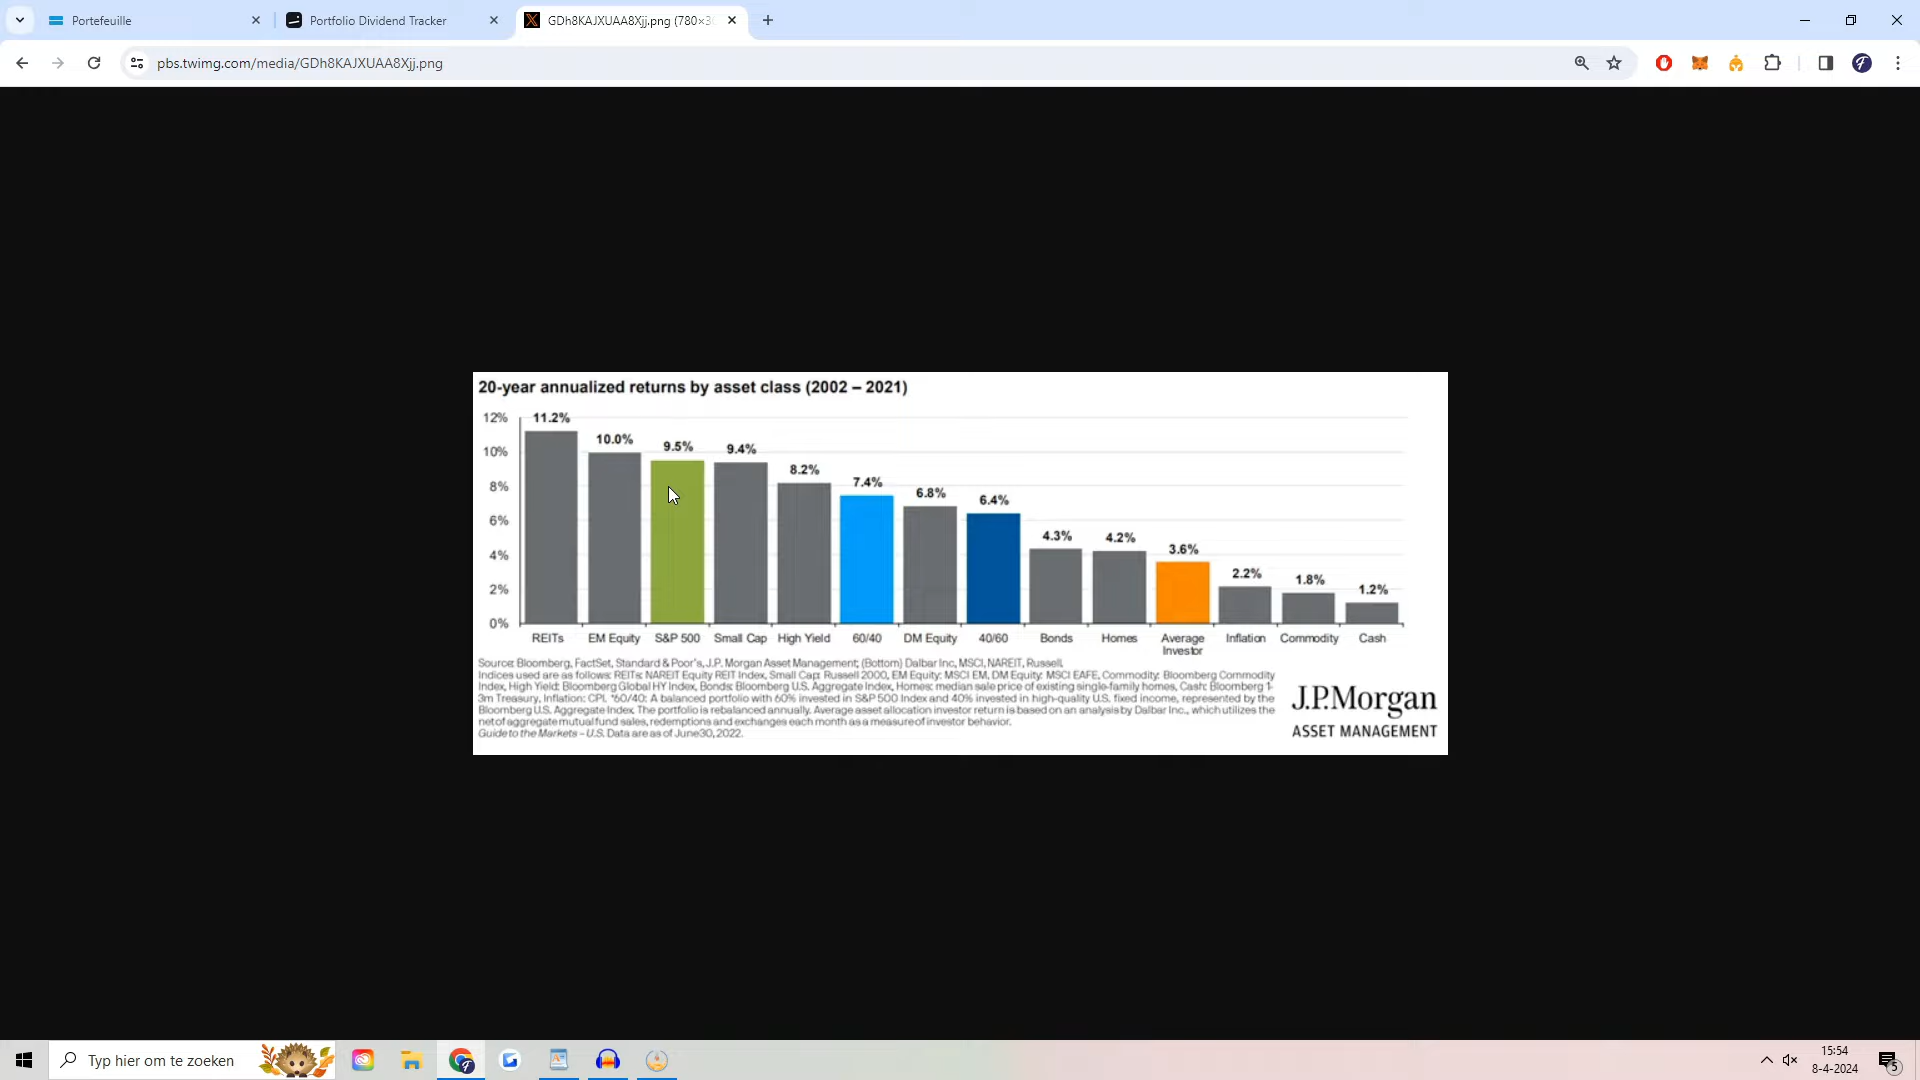 Portefeuille
Portfolio Dividend Tracker
GDh8KAJXUAA8Xjj.png (780×3
pbs.twimg.com/media/GDh8KAJXUAA8Xjj.png
20-year annualized returns by asset class (2002 – 2021)
12%
10%
8%
6%
4%
2%
0%
11.2%
10.0%
9.5%
9.4%
8.2%
7.4%
6.8%
6.4%
4.3%
4.2%
3.6%
2.2%
1.8%
1.2%
REITs
EM Equity
S&P 500
Small Cap
High Yield
60/40
DM Equity
40/60
Bonds
Homes
Average
Investor
Inflation
Commodity
Cash
Source: Bloomberg, FactSet, Standard & Poor's, J.P. Morgan Asset Management; (Bottom) Dalbar Inc, MSCI, NAREIT, Russell.
Indices used are as follows: REITs: NAREIT Equity REIT Index, Small Cap: Russell 2000, EM Equity: MSCI EM, DM Equity: MSCI EAFE, Commodity: Bloomberg Commodity
Index, High Yield: Bloomberg Global HY Index, Bonds: Bloomberg U.S. Aggregate Index, Homes: median sale price of existing single-family homes, Cash: Bloomberg 1-
3m Treasury, Inflation: CPI. *60/40: A balanced portfolio with 60% invested in S&P 500 Index and 40% invested in high-quality U.S. fixed income, represented by the
Bloomberg U.S. Aggregate Index. The portfolio is rebalanced annually. Average asset allocation investor return is based on an analysis by Dalbar Inc., which utilizes the
net of aggregate mutual fund sales, redemptions and exchanges each month as a measure of investor behavior.
Guide to the Markets – U.S. Data are as of June 30, 2022.
J.P.Morgan
ASSET MANAGEMENT
Typ hier om te zoeken
15:54
8-4-2024
5